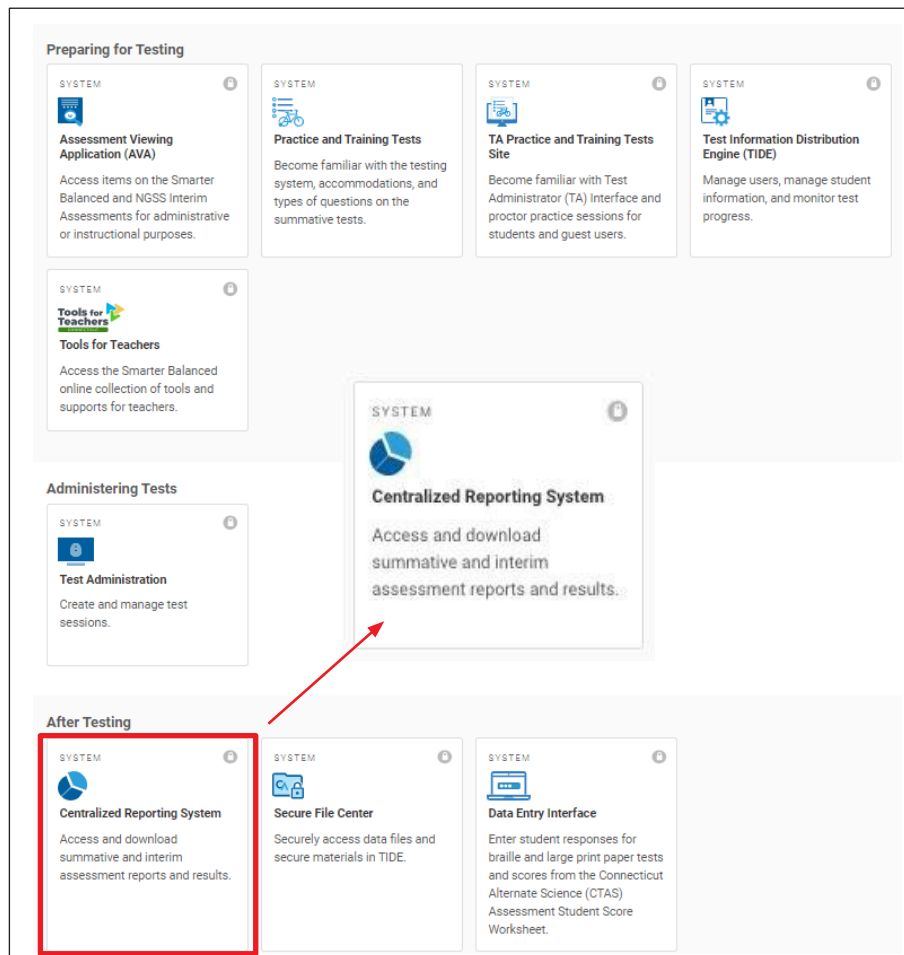 Preparing for Testing
SYSTEM
Assessment Viewing
Application (AVA)
Access items on the Smarter
Balanced and NGSS Interim
Assessments for administrative
or instructional purposes.
SYSTEM
Practice and Training Tests
Become familiar with the testing
system, accommodations, and
types of questions on the
summative tests.
SYSTEM
TA Practice and Training Tests
Site
Become familiar with Test
Administrator (TA) Interface and
proctor practice sessions for
students and guest users.
SYSTEM
Test Information Distribution
Engine (TIDE)
Manage users, manage student
information, and monitor test
progress.
SYSTEM
Tools for
Teachers
Tools for Teachers
Access the Smarter Balanced
online collection of tools and
supports for teachers.
SYSTEM
Centralized Reporting System
Access and download
summative and interim
assessment reports and results.
Administering Tests
SYSTEM
Test Administration
Create and manage test
sessions.
After Testing
SYSTEM
Centralized Reporting System
Access and download
summative and interim
assessment reports and results.
SYSTEM
Secure File Center
Securely access data files and
secure materials in TIDE.
SYSTEM
Data Entry Interface
Enter student responses for
braille and large print paper tests
and scores from the Connecticut
Alternate Science (CTAS)
Assessment Student Score
Worksheet.